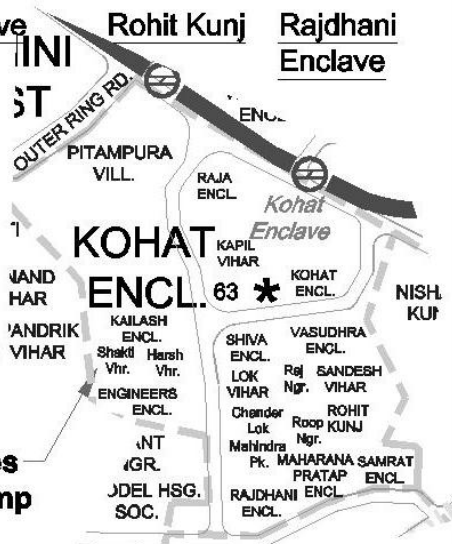 Rohit Kunj
Rajdhani
Enclave
OUTER RING RD.
PITAMPURA
VILL.
RAJA
ENCL.
Kohat
Enclave
KOHAT
ENCL.
KAPIL
VIHAR
63 *
KOHAT
ENCL.
VIHAR
KAILASH
ENCL.
Shakti
Vhr.
Harsh
Vhr.
ENGINEERS
ENCL.
SHIVA
ENCL.
VASUDHRA
ENCL.
LOK
VIHAR
Raj
Ngr.
SANDESH
VIHAR
Chander
Lok
Roop
Ngr.
ROHIT
KUNJ
Mahindra
Pk.
MAHARANA
PRATAP
ENCL.
SAMRAT
ENCL.
RAJDHANI
ENCL.
HSG.
SOC.